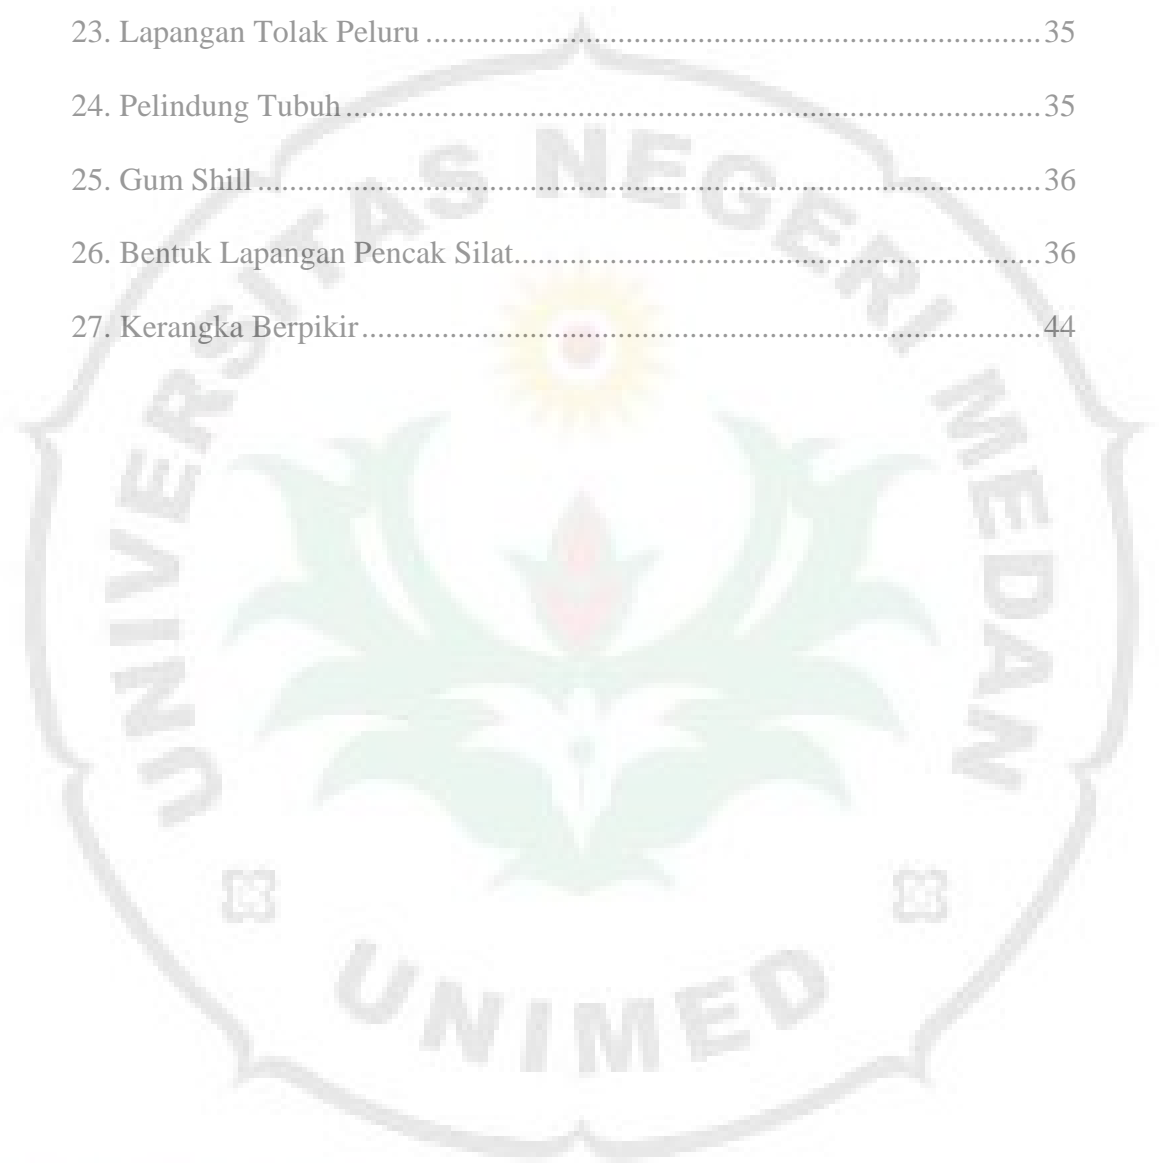 23. Lapangan Tolak Peluru ............................................................................. 35
24. Pelindung Tubuh ....................................................................................... 35
25. Gum Shill .................................................................................................. 36
26. Bentuk Lapangan Pencak Silat.................................................................. 36
27. Kerangka Berpikir ..................................................................................... 44
UNIVERSITAS NEGERI MEDAN
UNIMED